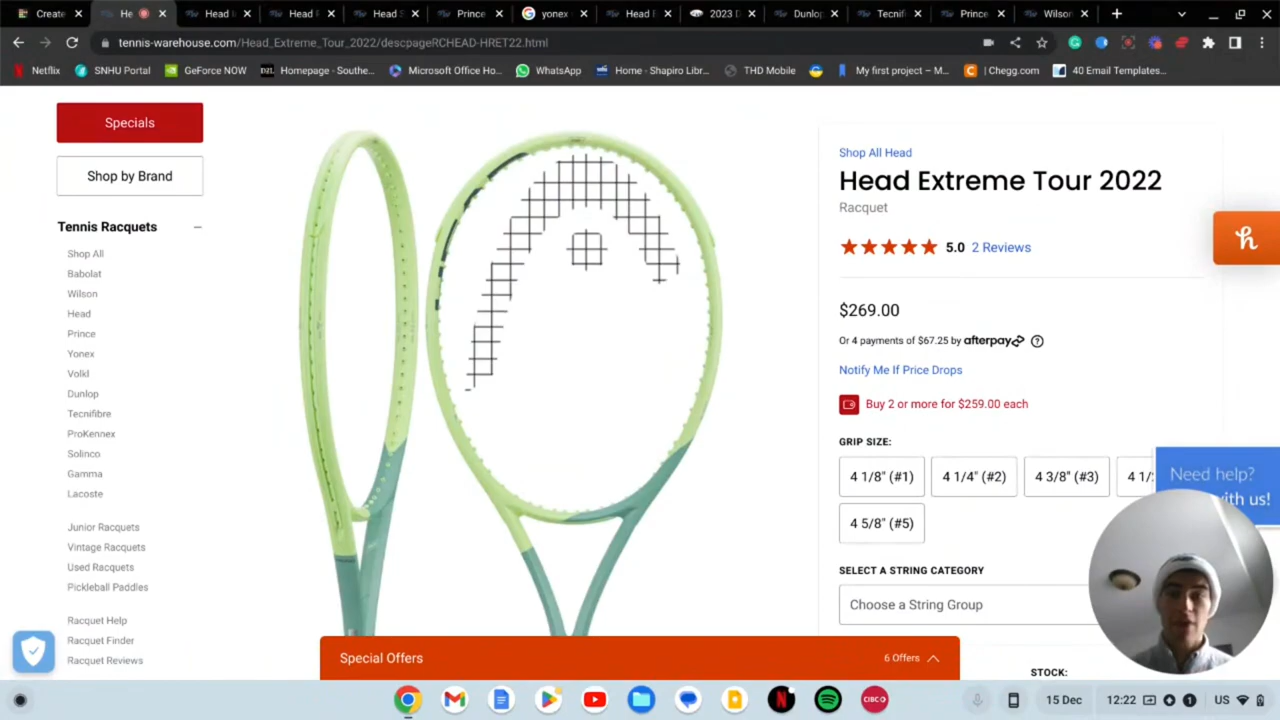 Create
He
Head I
Head R
Head S
Prince
yonex
Head E
2023 D
Dunlop
Tecnifi
Prince
Wilson
tennis-warehouse.com/Head_Extreme_Tour_2022/descpageRCHEAD-HRET22.html
Netflix
SNHU Portal
GeForce NOW
D2L
Homepage - Southe...
Microsoft Office Ho...
WhatsApp
Home - Shapiro Libr...
THD Mobile
My first project – M...
| Chegg.com
40 Email Templates...
Specials
Shop by Brand
Tennis Racquets
Shop All
Babolat
Wilson
Head
Prince
Yonex
Volkl
Dunlop
Tecnifibre
ProKennex
Solinco
Gamma
Lacoste
Junior Racquets
Vintage Racquets
Used Racquets
Pickleball Paddles
Racquet Help
Racquet Finder
Racquet Reviews
Shop All Head
Head Extreme Tour 2022
Racquet
5.0 2 Reviews
$269.00
Or 4 payments of $67.25 by afterpay
Notify Me If Price Drops
Buy 2 or more for $259.00 each
GRIP SIZE:
4 1/8" (#1) 4 1/4" (#2) 4 3/8" (#3) 4 1/
4 5/8" (#5)
Need help?
with us!
SELECT A STRING CATEGORY
Choose a String Group
STOCK:
Special Offers
6 Offers
CIBC
15 Dec
12:22
US